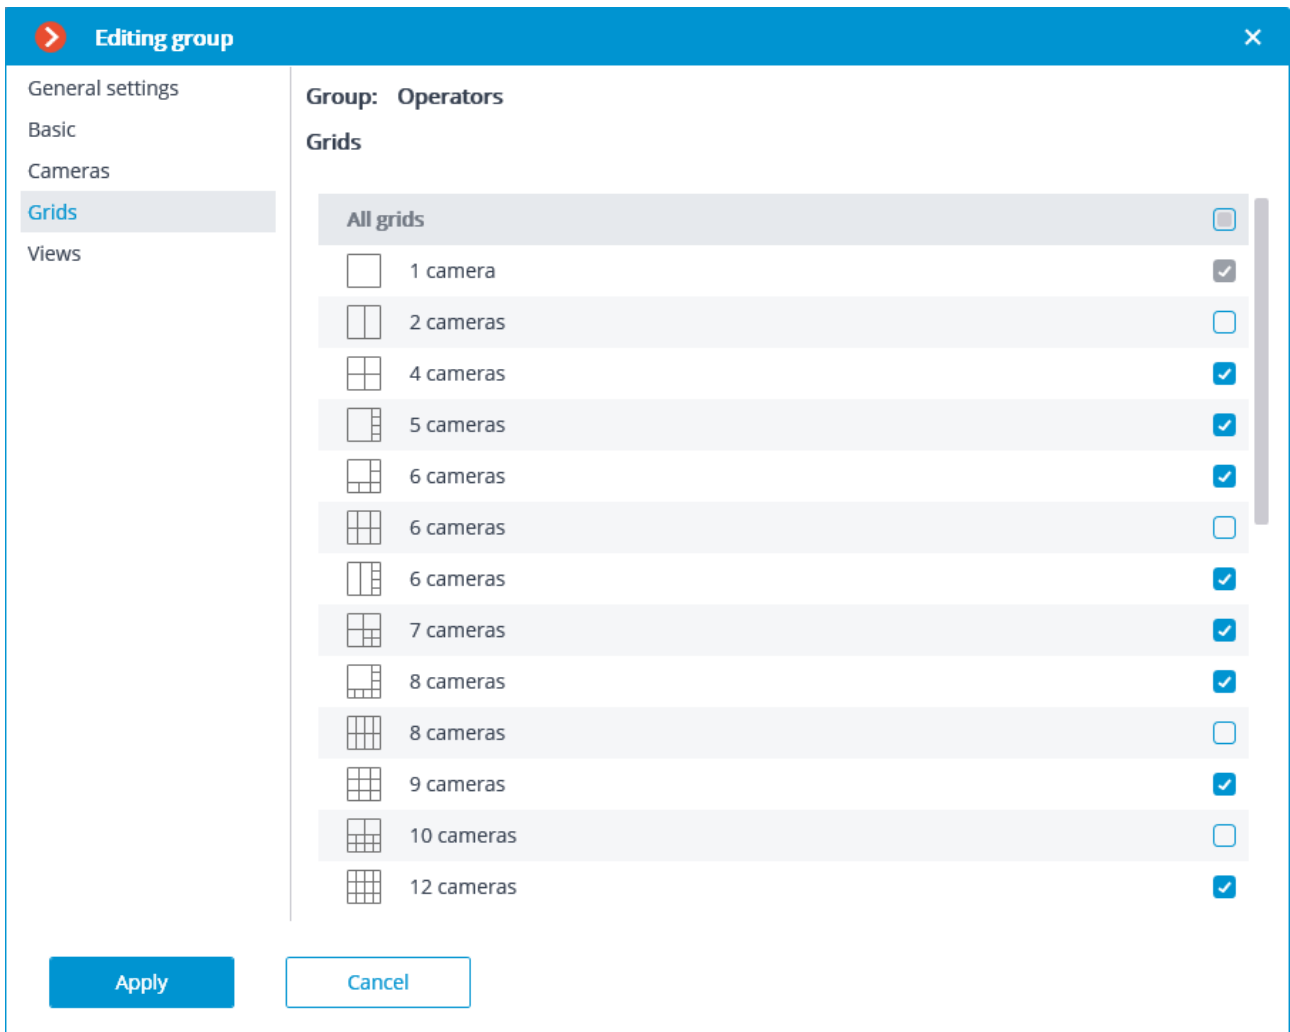 Editing group
General settings
Basic
Cameras
Grids
Views
Group: Operators
Grids
All grids
1 camera
2 cameras
4 cameras
5 cameras
6 cameras
6 cameras
6 cameras
7 cameras
8 cameras
8 cameras
9 cameras
10 cameras
12 cameras
Apply
Cancel